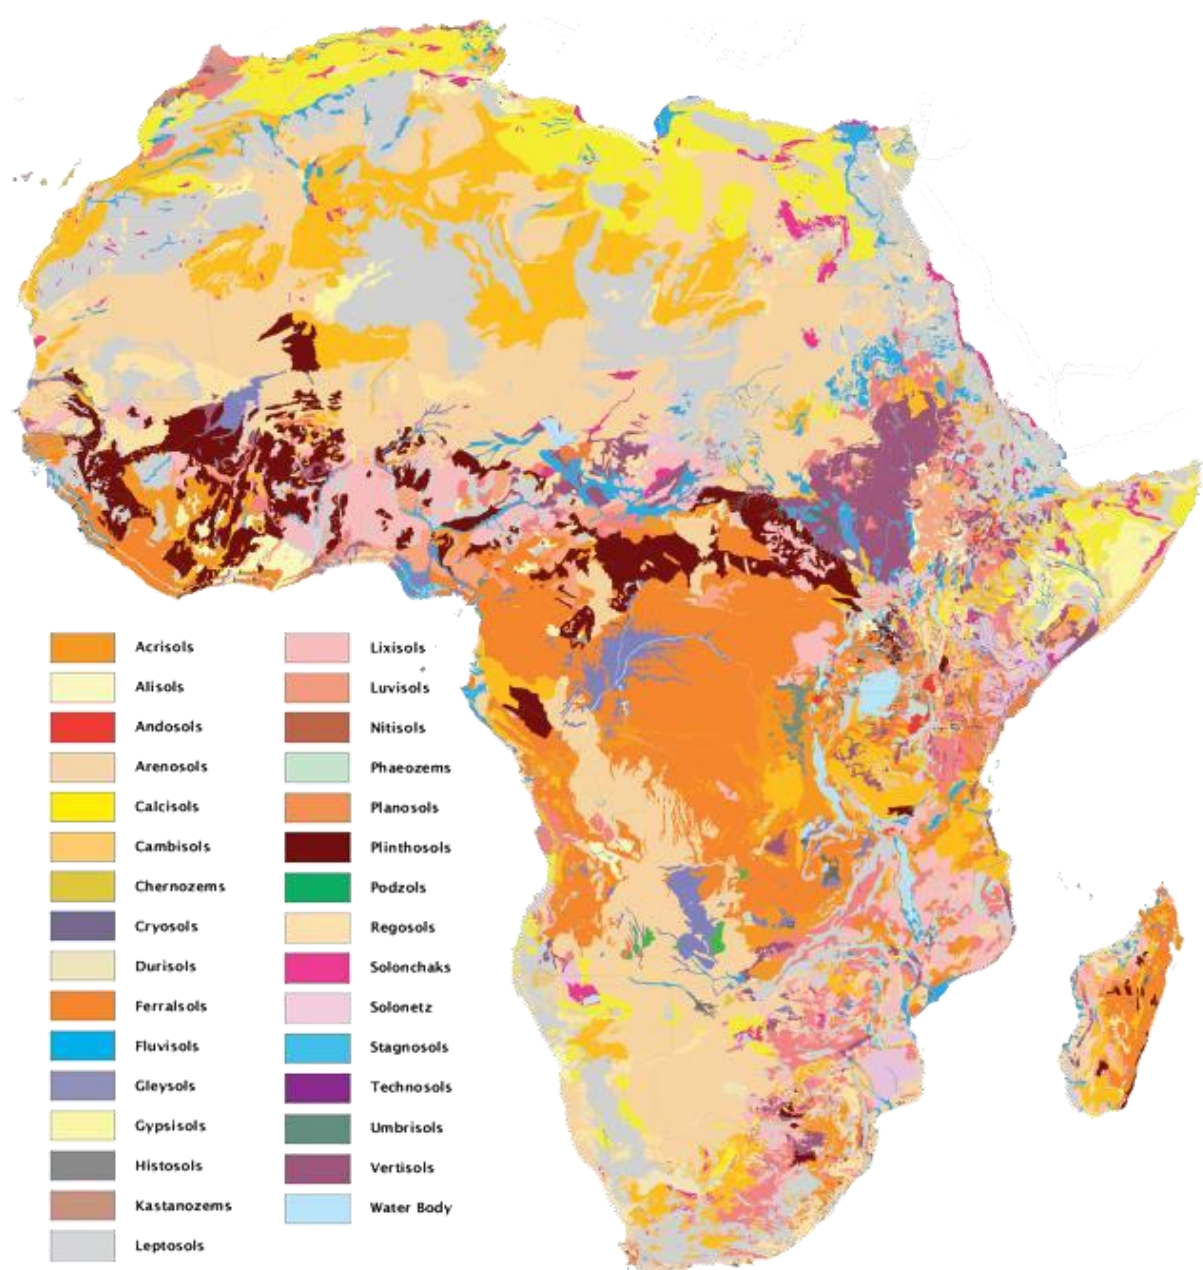 Acrisols
Alisols
Andosols
Arenosols
Calcisols
Cambisols
Chernozems
Cryosols
Durisols
Ferralsols
Fluvisols
Gleysols
Gypsisols
Histosols
Kastanozems
Leptosols
Lixisols
Luvisols
Nitisols
Phaeozems
Planosols
Plinthosols
Podzols
Regosols
Solonchaks
Solonetz
Stagnosols
Technosols
Umbrisols
Vertisols
Water Body